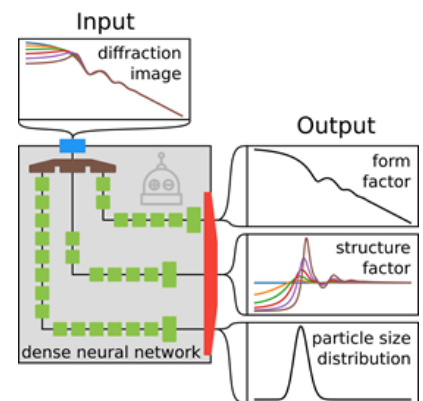 Input
diffraction
image
Output
form
factor
structure
factor
particle size
distribution
dense neural network